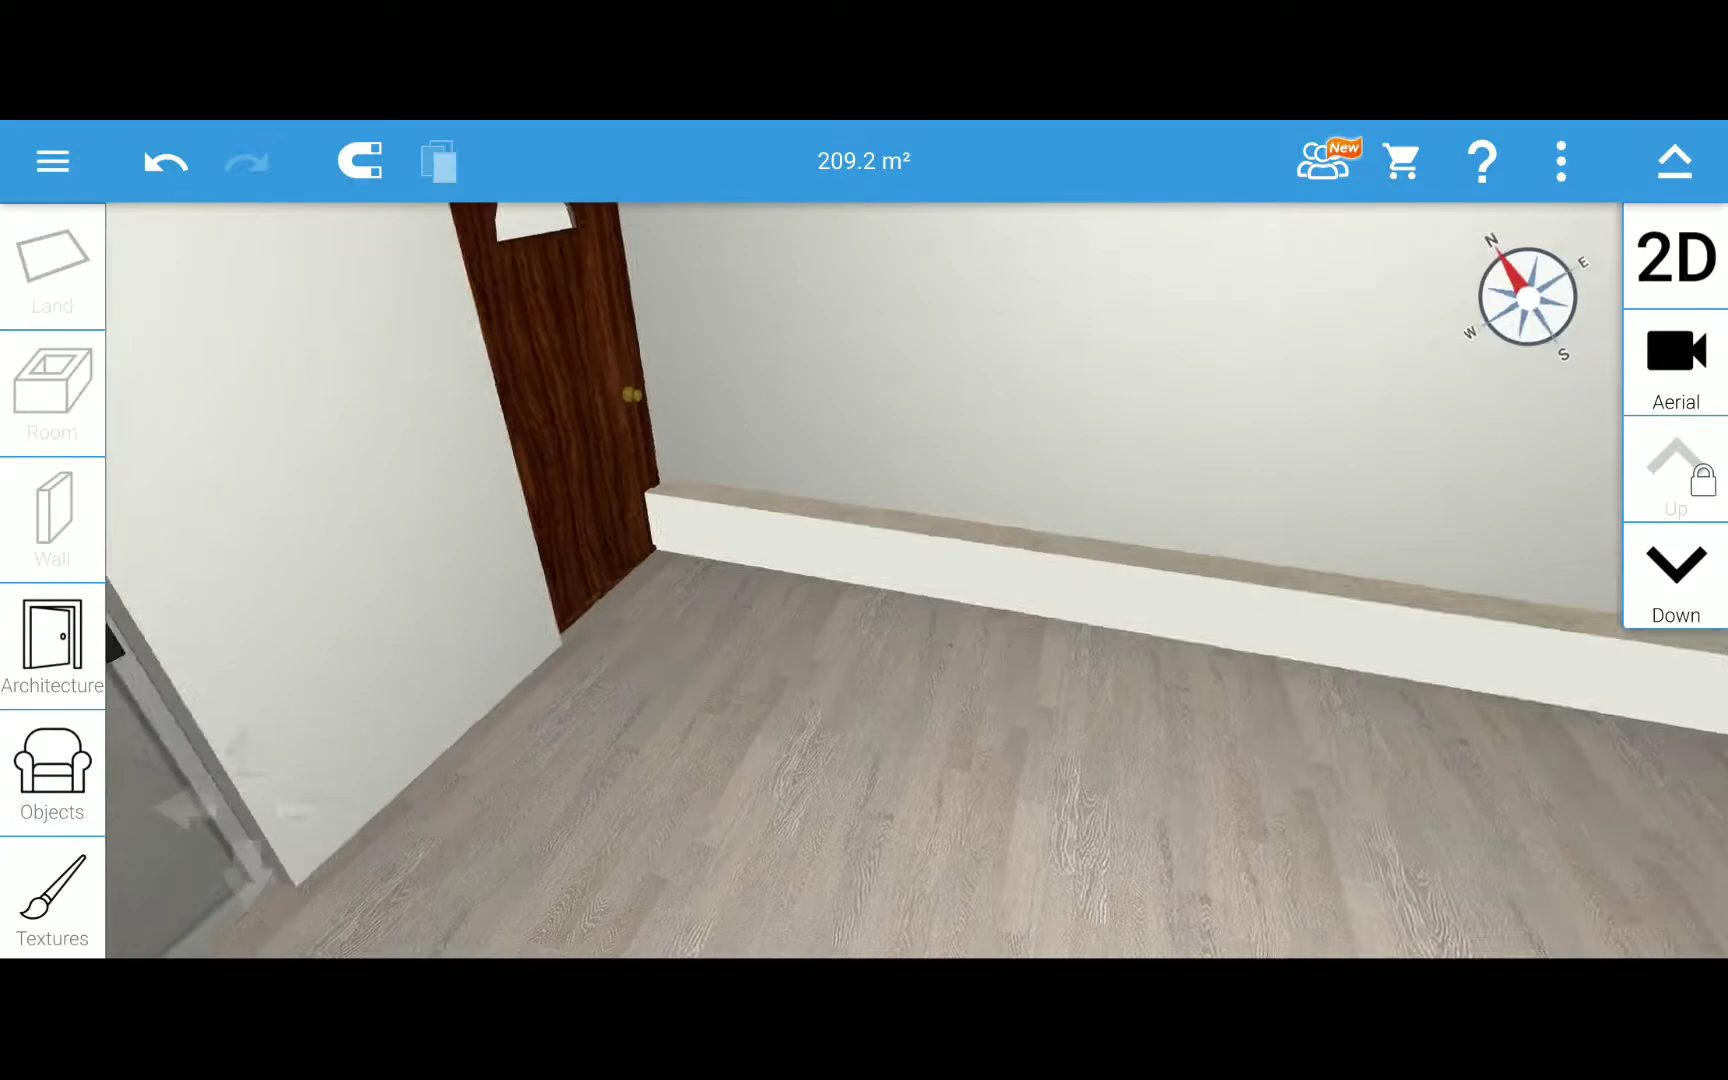 209.2 m²
New
Land
Room
Wall
Architecture
Objects
Textures
N
E
W
S
2D
Aerial
Up
Down